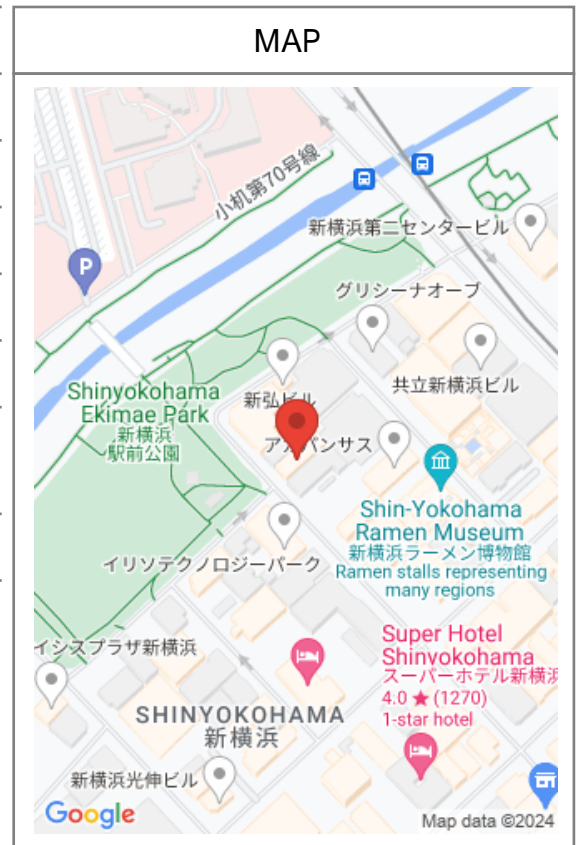 MAP
小机第70号線
P
新横浜第二センタービル
グリシーナオーブ
共立新横浜ビル
Shinyokohama
Ekimae Park
新横浜
駅前公園
新弘ビル
アルバンサス
Shin-Yokohama
Ramen Museum
新横浜ラーメン博物館
Ramen stalls representing
many regions
イリソテクノロジーパーク
イシスプラザ新横浜
Super Hotel
Shinyokohama
スーパーホテル新横浜
4.0 ★ (1270)
1-star hotel
SHINYOKOHAMA
新横浜
新横浜光伸ビル
Google
Map data ©2024